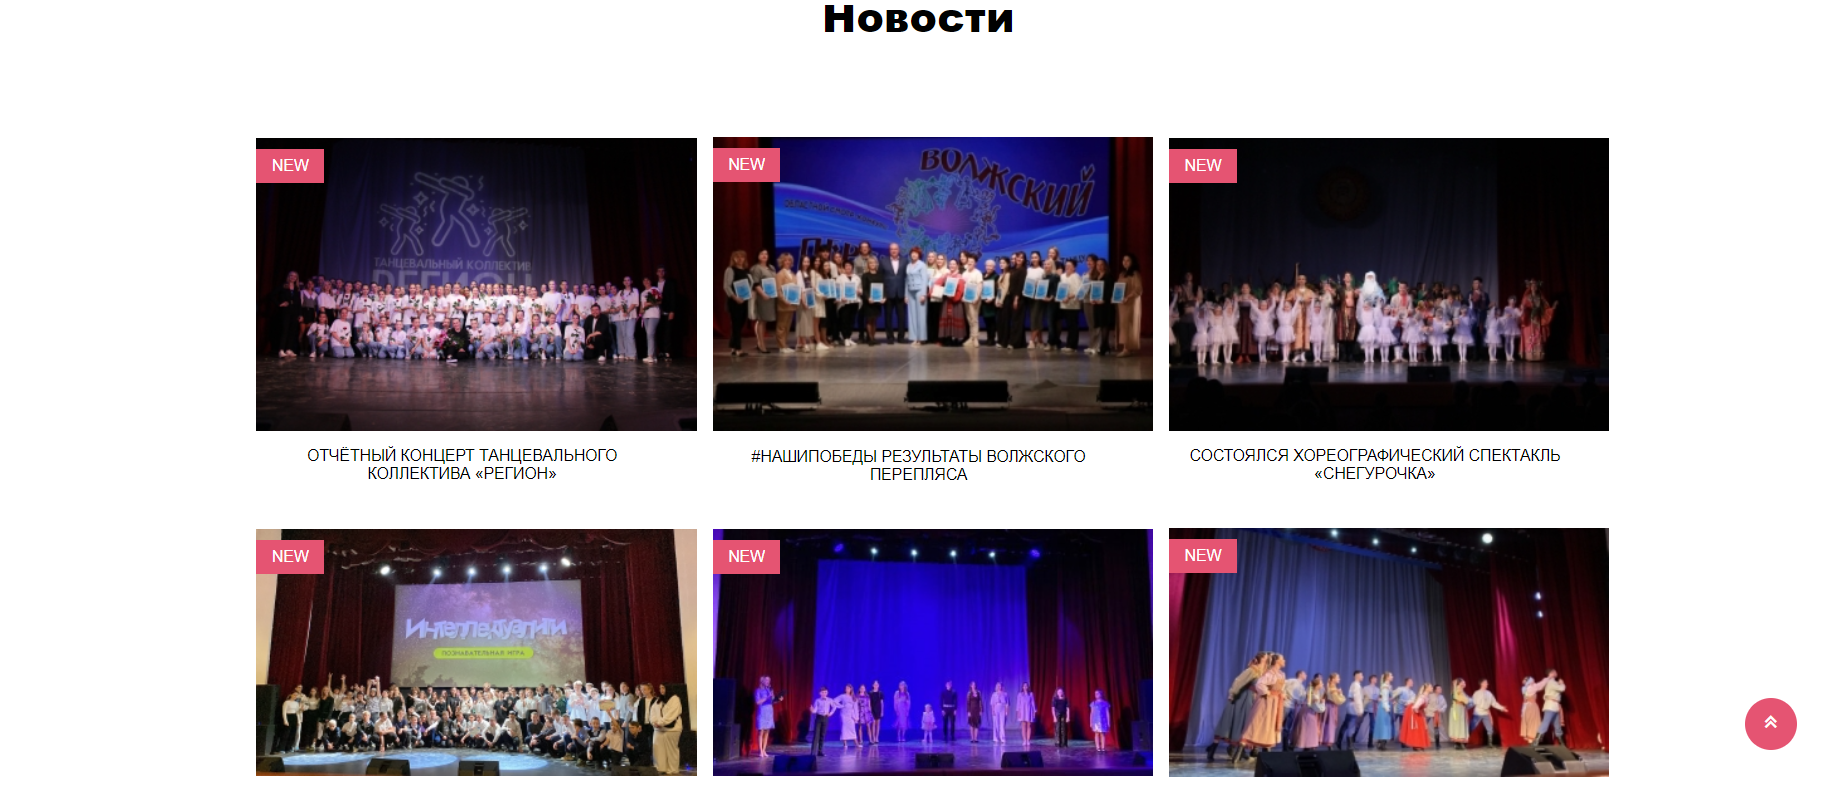 Новости
NEW
ТАНЦЕВАЛЬНЫЙ КОЛЛЕКТИВ
РЕГИОН
NEW
ВОЛЖСКИЙ
NEW
ОТЧЁТНЫЙ КОНЦЕРТ ТАНЦЕВАЛЬНОГО
КОЛЛЕКТИВА «РЕГИОН»
#НАШИПОБЕДЫ РЕЗУЛЬТАТЫ ВОЛЖСКОГО
ПЕРЕПЛЯСА
СОСТОЯЛСЯ ХОРЕОГРАФИЧЕСКИЙ СПЕКТАКЛЬ
«СНЕГУРОЧКА»
NEW
ИнтеллектуалиТи
ПОЗНАВАТЕЛЬНАЯ ИГРА
NEW
NEW